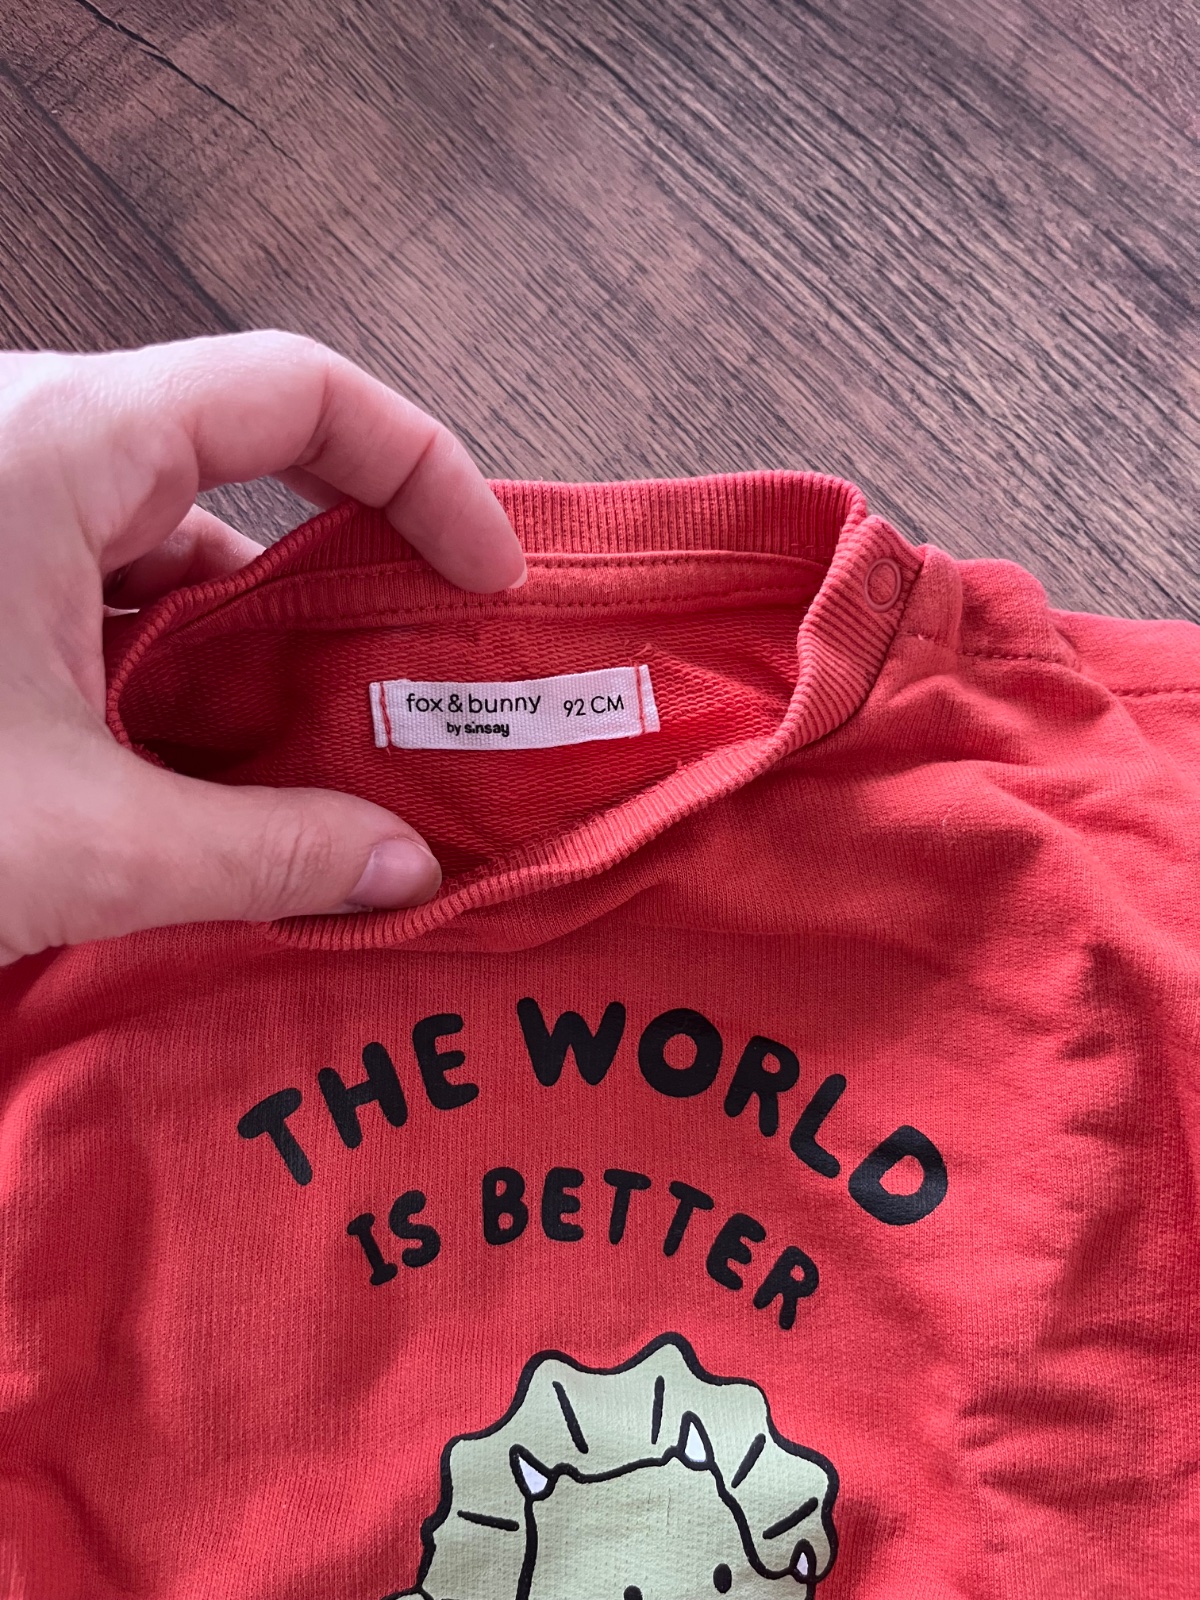 fox & bunny 92 CM
by sinsay
THE WORLD
IS BETTER